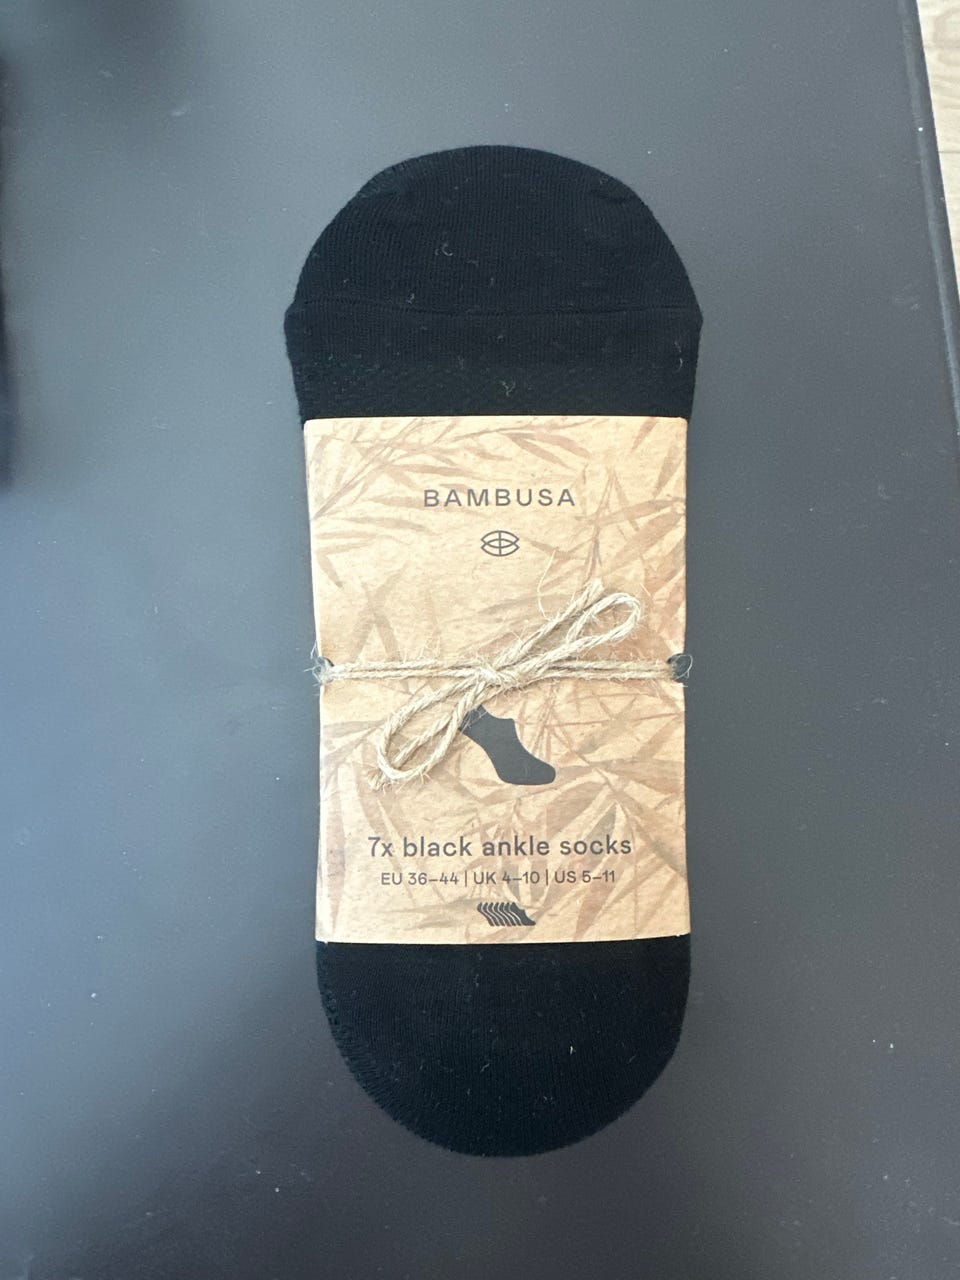 BAMBUSA
7x black ankle socks
EU 36–44 | UK 4–10 | US 5–11